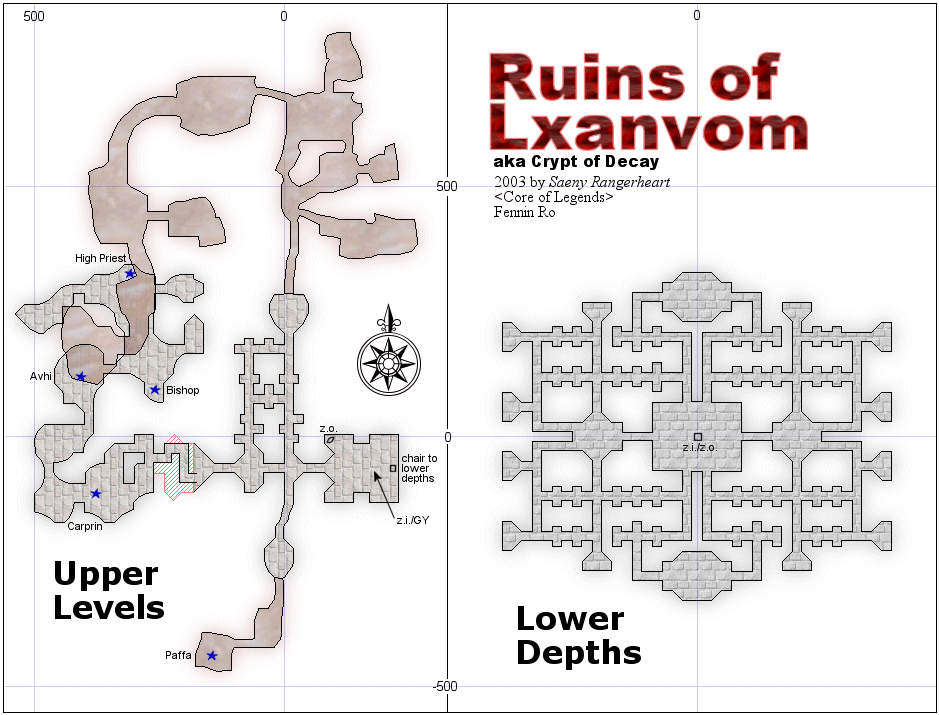 500
0
0
Ruins of
Lxanvom
aka Crypt of Decay
2003 by Saeny Rangerheart
<Core of Legends>
Fennin Ro
500
High Priest
Avhi
Bishop
z.o.
0
z.i./z.o.
chair to
lower
depths
z.i./GY
Carprin
Upper
Levels
Lower
Depths
Paffa
-500